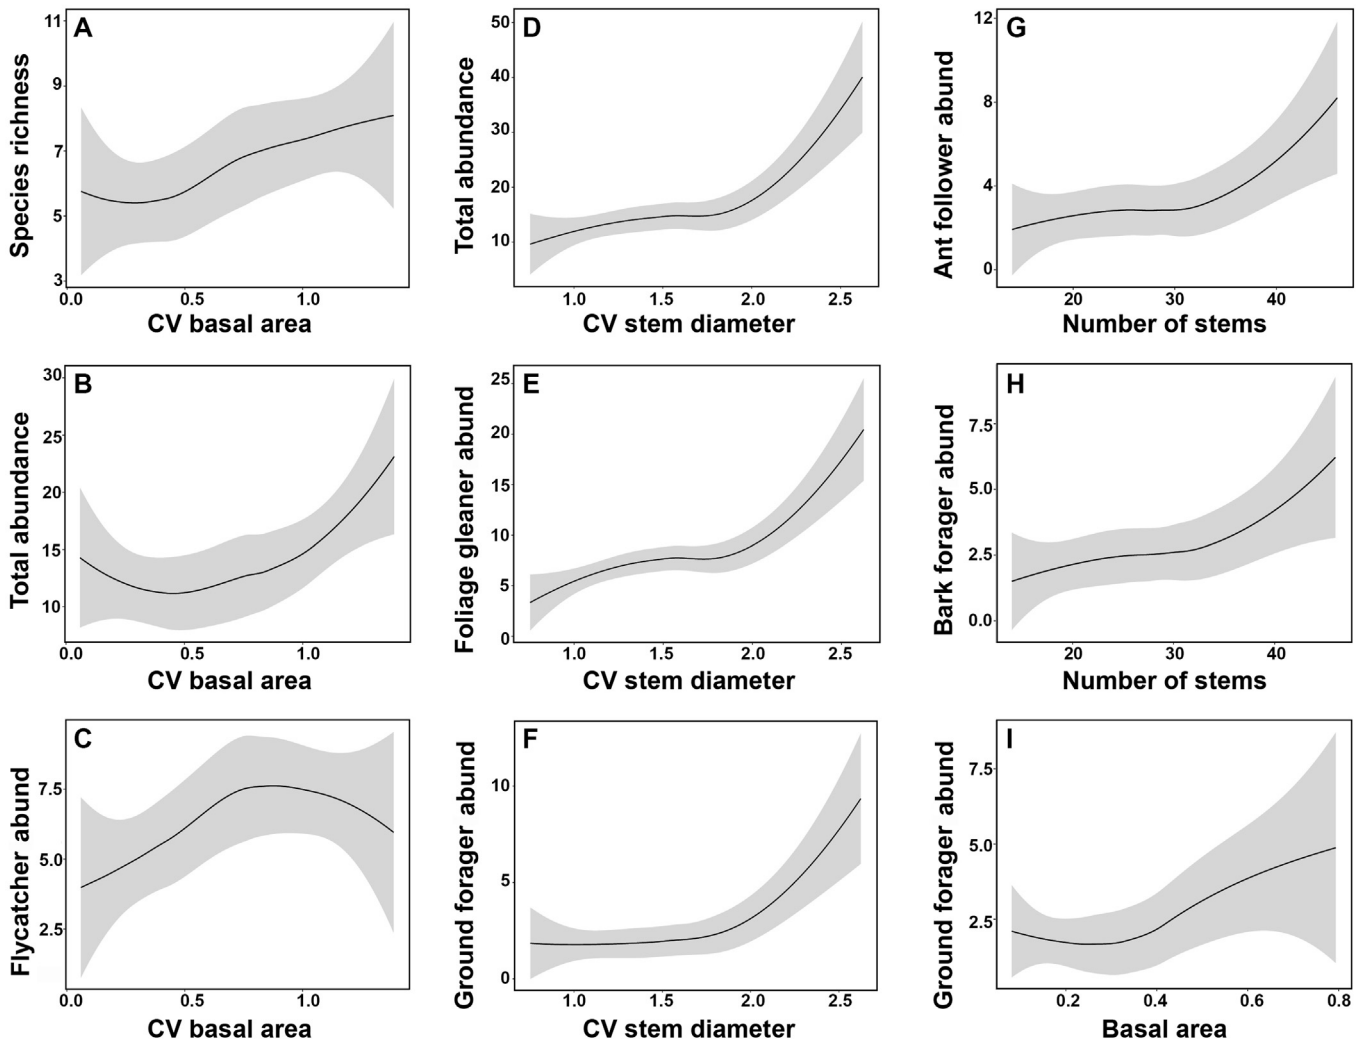 A
Species richness
11
9
7
5
3
0.0 0.5 1.0
CV basal area
D
Total abundance
50
40
30
20
10
1.0 1.5 2.0 2.5
CV stem diameter
G
Ant follower abund
12
8
4
0
20 30 40
Number of stems
B
Total abundance
30
25
20
15
10
0.0 0.5 1.0
CV basal area
E
Foliage gleaner abund
25
20
15
10
5
0
1.0 1.5 2.0 2.5
CV stem diameter
H
Bark forager abund
7.5
5.0
2.5
0.0
20 30 40
Number of stems
C
Flycatcher abund
7.5
5.0
2.5
0.0 0.5 1.0
CV basal area
F
Ground forager abund
10
5
0
1.0 1.5 2.0 2.5
CV stem diameter
I
Ground forager abund
7.5
5.0
2.5
0.2 0.4 0.6 0.8
Basal area